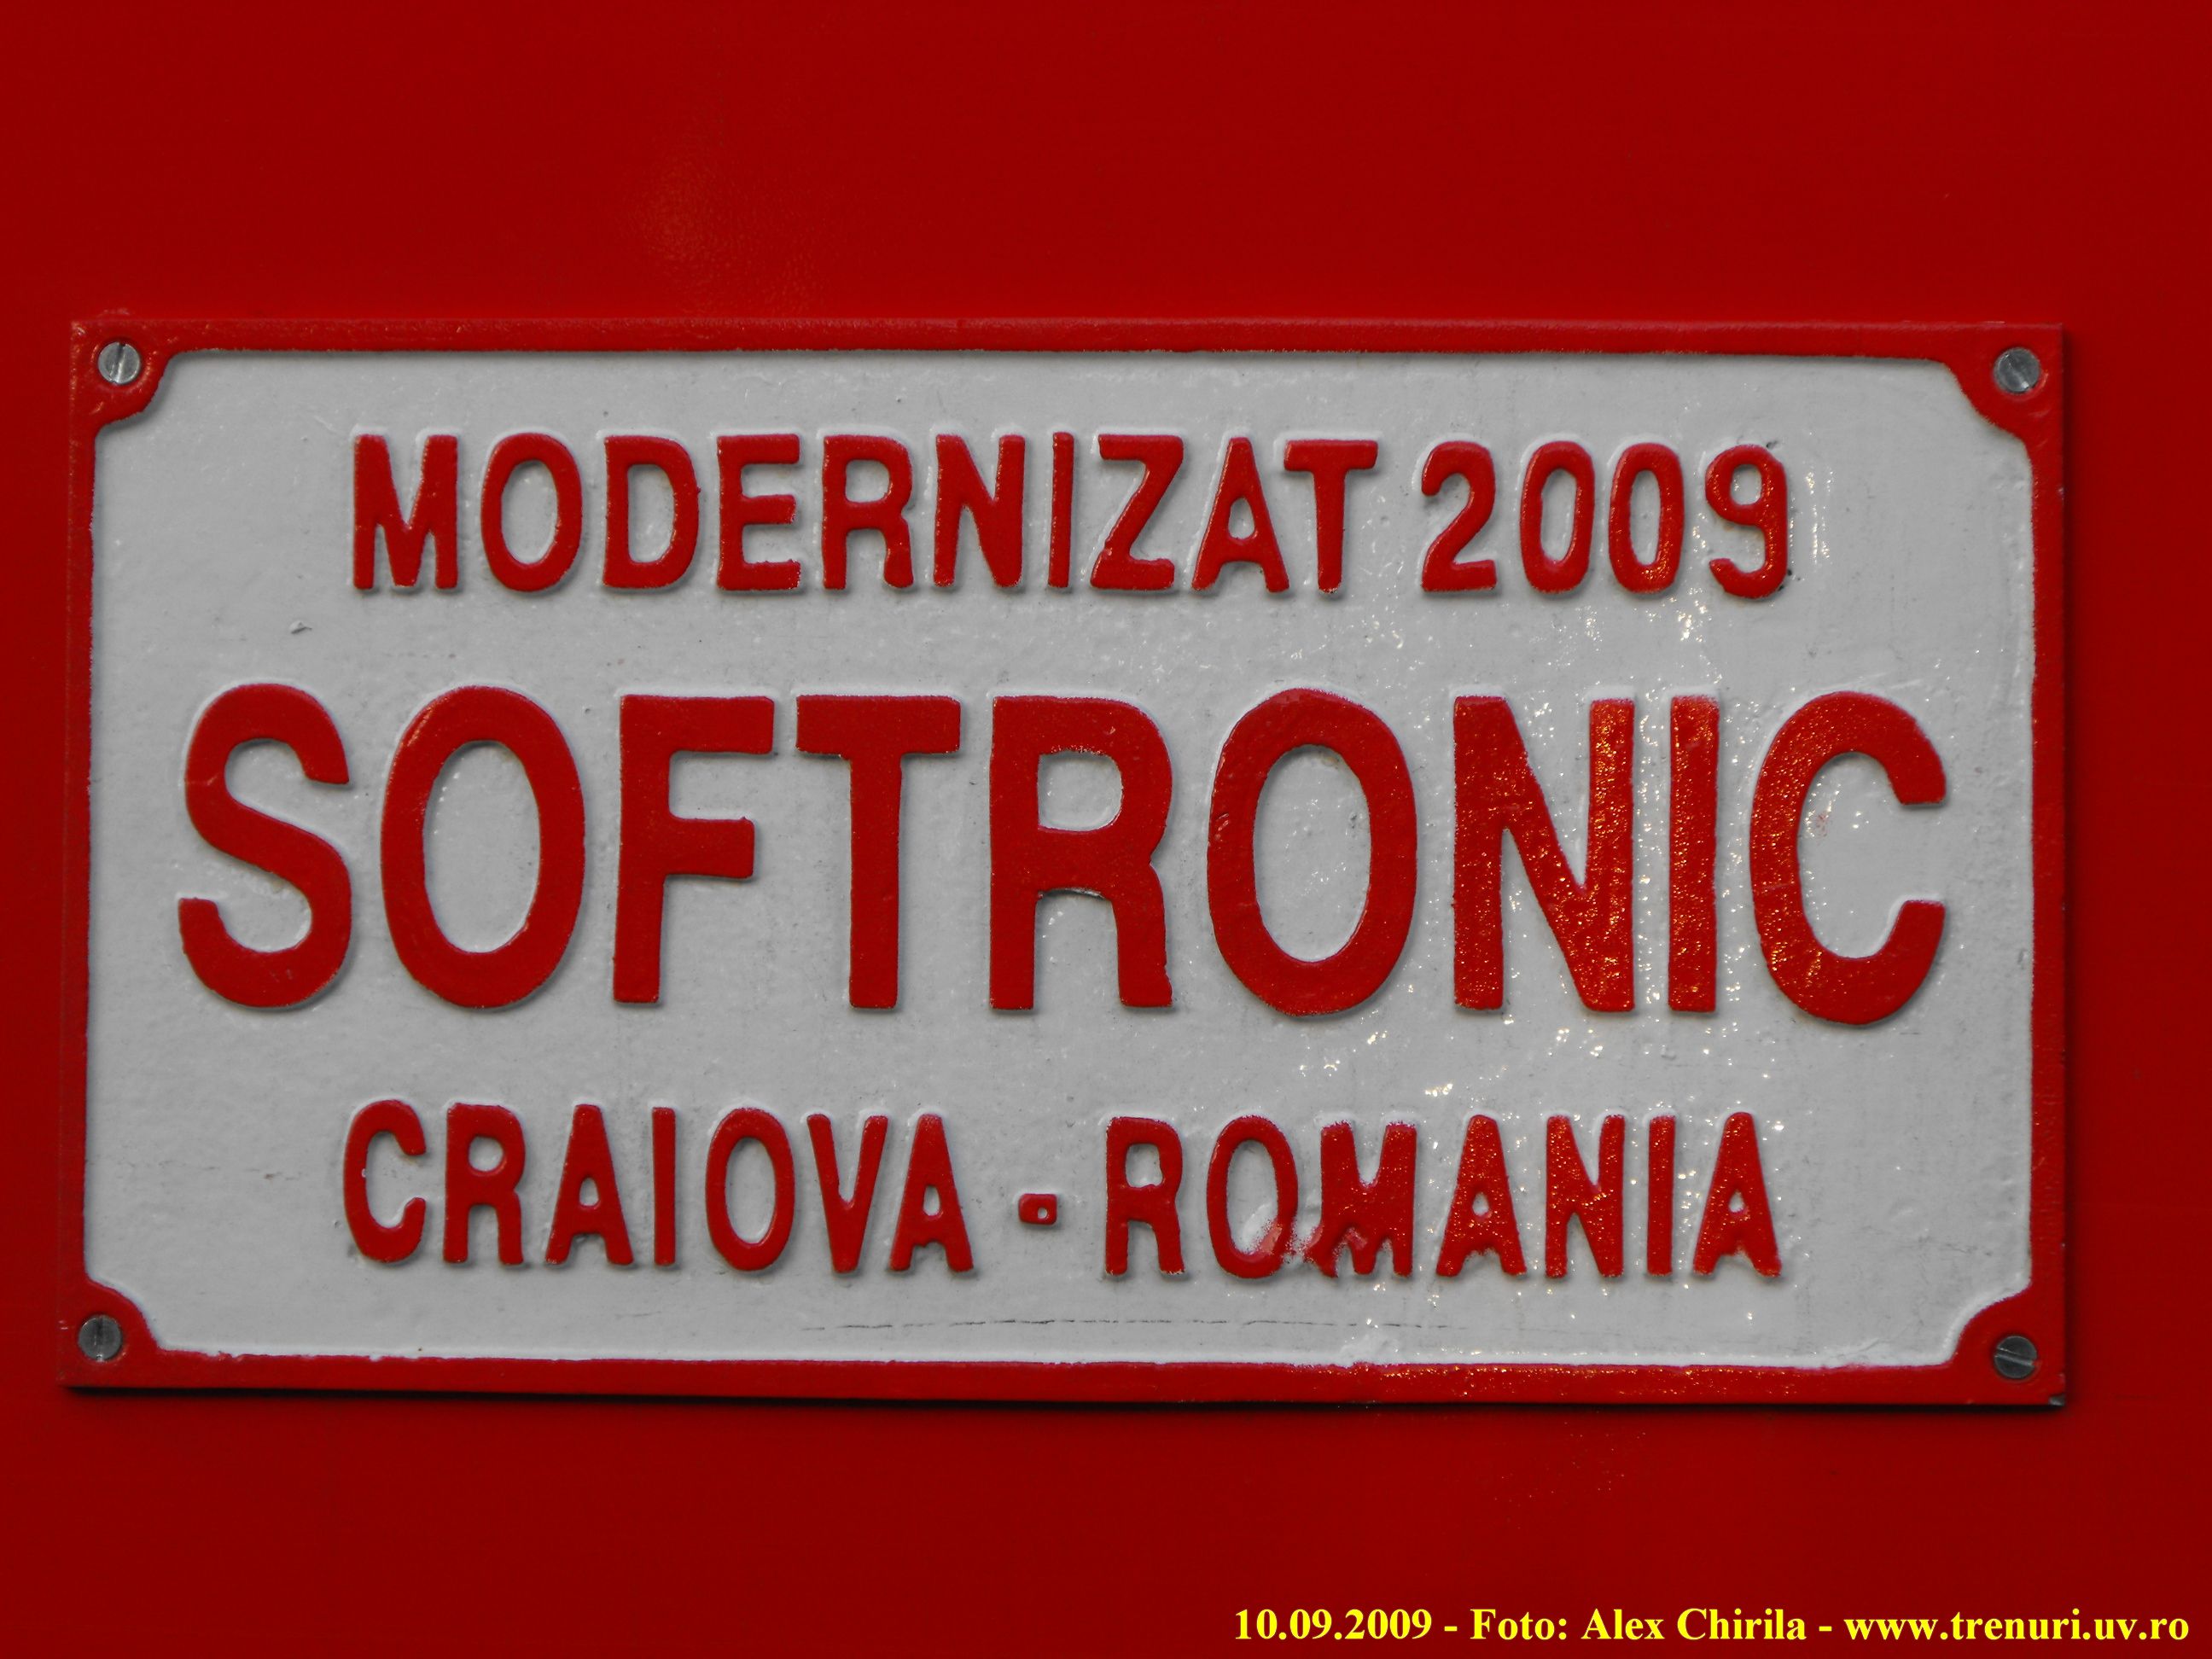 MODERNIZAT 2009
SOFTRONIC
CRAIOVA - ROMANIA
10.09.2009 - Foto: Alex Chirila - www.trenuri.uv.ro